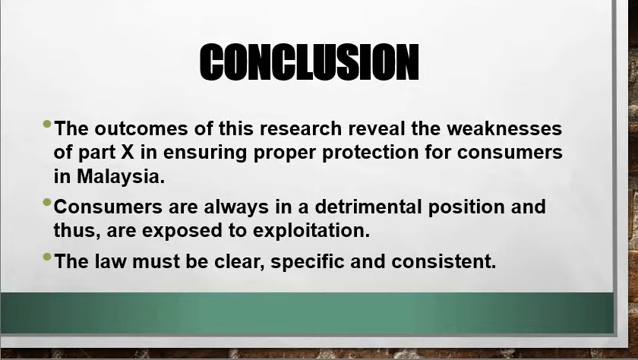 CONCLUSION
The outcomes of this research reveal the weaknesses
of part X in ensuring proper protection for consumers
in Malaysia.
Consumers are always in a detrimental position and
thus, are exposed to exploitation.
The law must be clear, specific and consistent.